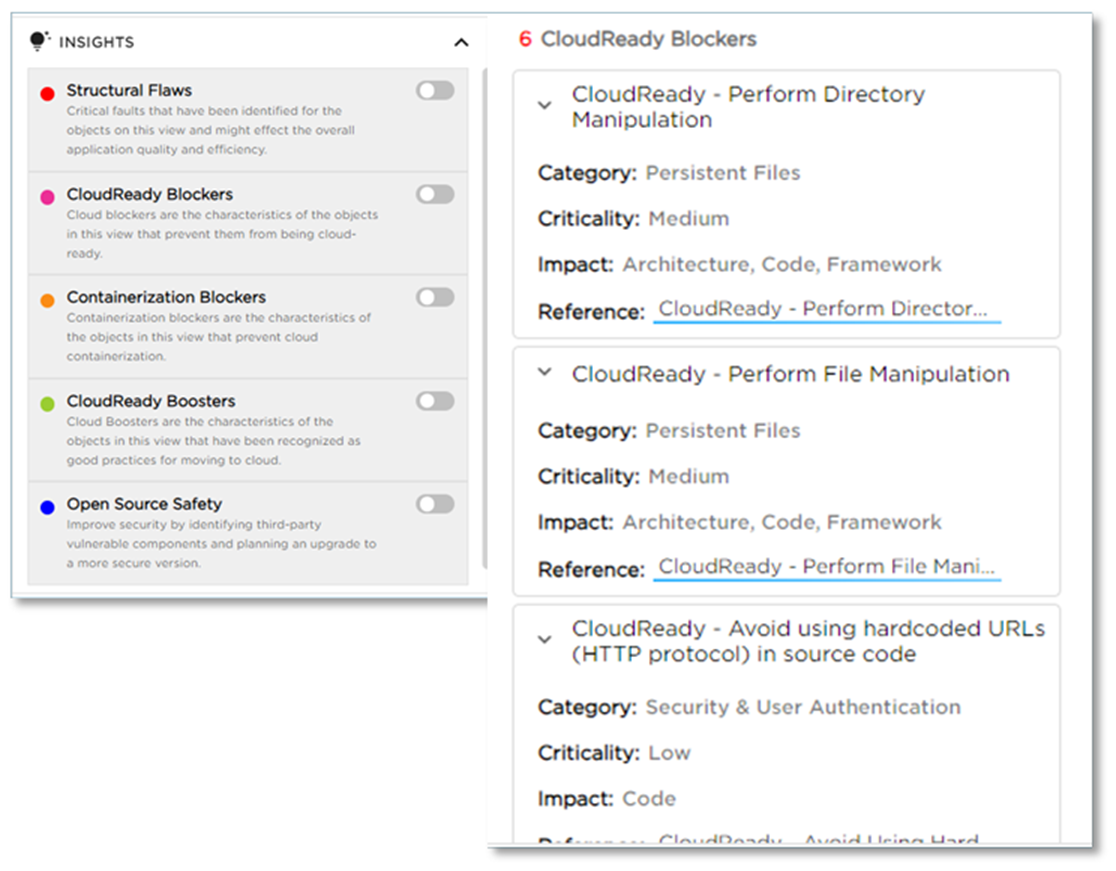 INSIGHTS
Structural Flaws
Critical faults that have been identified for the
objects on this view and might effect the overall
application quality and efficiency.
CloudReady Blockers
Cloud blockers are the characteristics of the objects
in this view that prevent them from being cloud-
ready.
Containerization Blockers
Containerization blockers are the characteristics of
the objects in this view that prevent cloud
containerization.
CloudReady Boosters
Cloud Boosters are the characteristics of the
objects in this view that have been recognized as
good practices for moving to cloud.
Open Source Safety
Improve security by identifying third-party
vulnerable components and planning an upgrade to
a more secure version.
6 CloudReady Blockers
CloudReady - Perform Directory
Manipulation
Category: Persistent Files
Criticality: Medium
Impact: Architecture, Code, Framework
Reference: CloudReady - Perform Director...
CloudReady - Perform File Manipulation
Category: Persistent Files
Criticality: Medium
Impact: Architecture, Code, Framework
Reference: CloudReady - Perform File Mani...
CloudReady - Avoid using hardcoded URLs
(HTTP protocol) in source code
Category: Security & User Authentication
Criticality: Low
Impact: Code
Reference: CloudReady - Avoid Using Hard